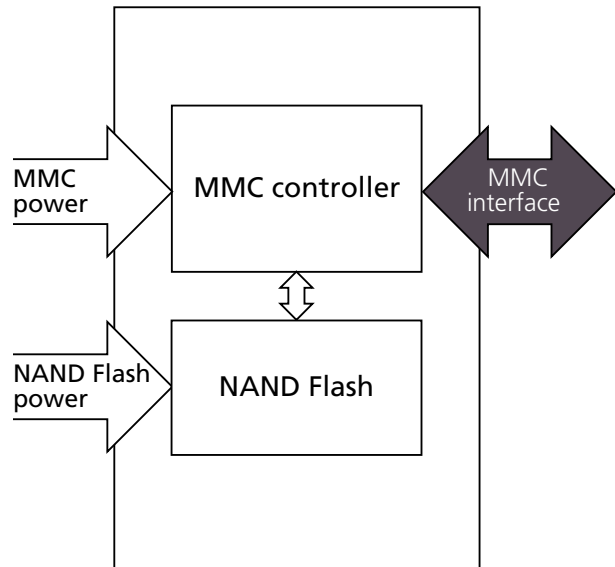 MMC
power
MMC controller
MMC
interface
NAND Flash
power
NAND Flash